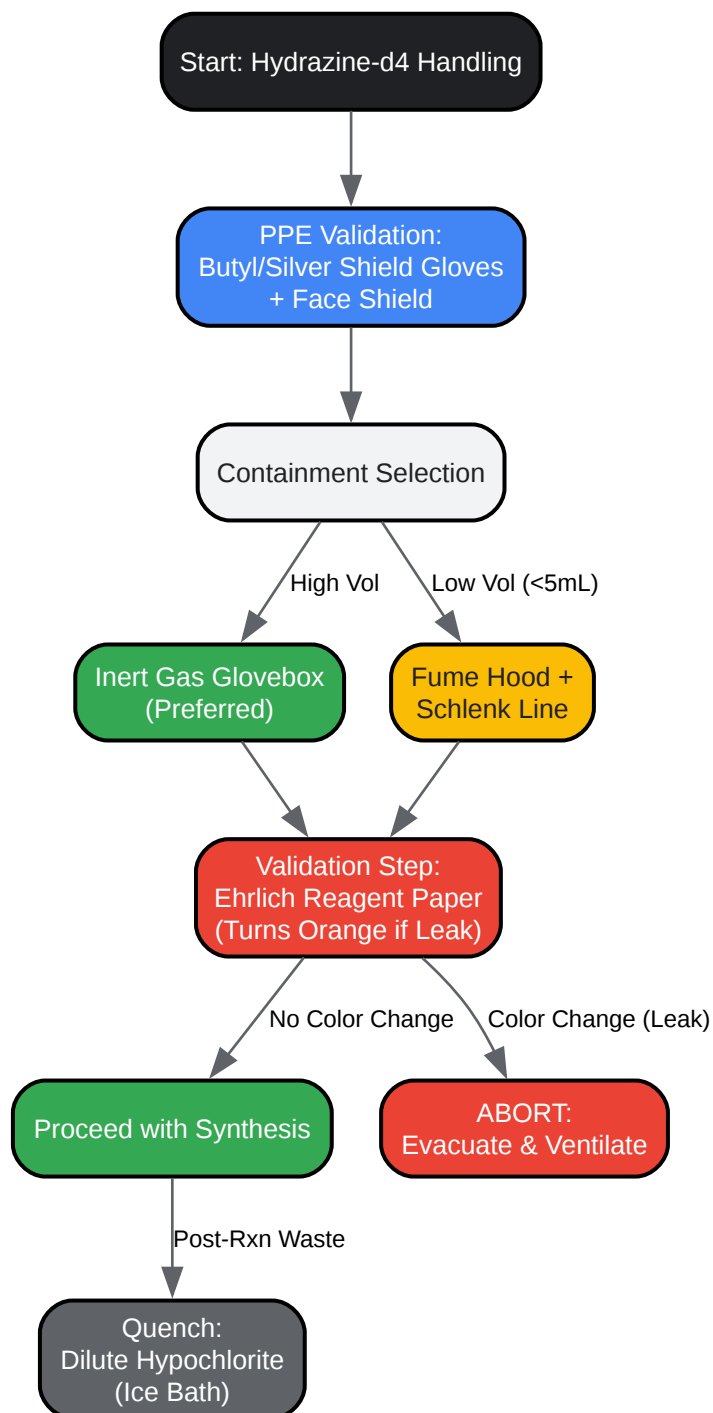 Start: Hydrazine-d4 Handling
PPE Validation:
Butyl/Silver Shield Gloves
+ Face Shield
Containment Selection
High Vol
Low Vol (<5mL)
Inert Gas Glovebox
(Preferred)
Fume Hood +
Schlenk Line
Validation Step:
Ehrlich Reagent Paper
(Turns Orange if Leak)
No Color Change
Color Change (Leak)
Proceed with Synthesis
ABORT:
Evacuate & Ventilate
Post-Rxn Waste
Quench:
Dilute Hypochlorite
(Ice Bath)